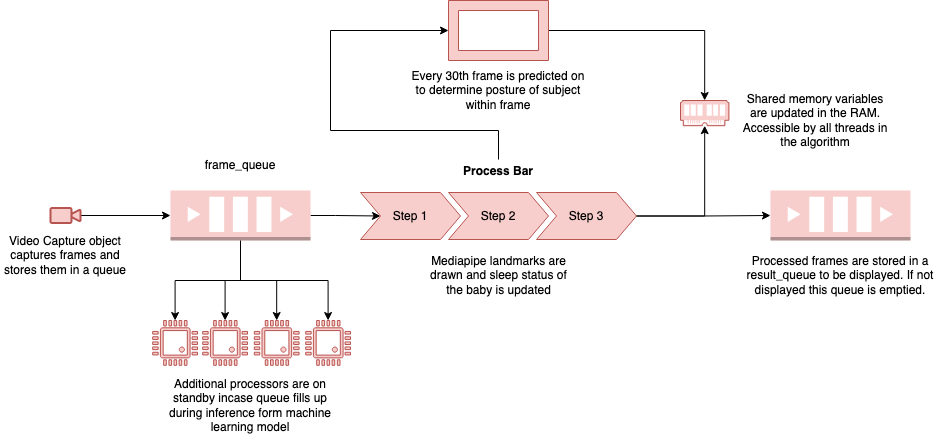 Every 30th frame is predicted on
to determine posture of subject
within frame
Shared memory variables
are updated in the RAM.
Accessible by all threads in
the algorithm
frame_queue
Process Bar
Step 1
Step 2
Step 3
Video Capture object
captures frames and
stores them in a queue
Mediapipe landmarks are
drawn and sleep status of
the baby is updated
Processed frames are stored in a
result_queue to be displayed. If not
displayed this queue is emptied.
Additional processors are on
standby incase queue fills up
during inference form machine
learning model